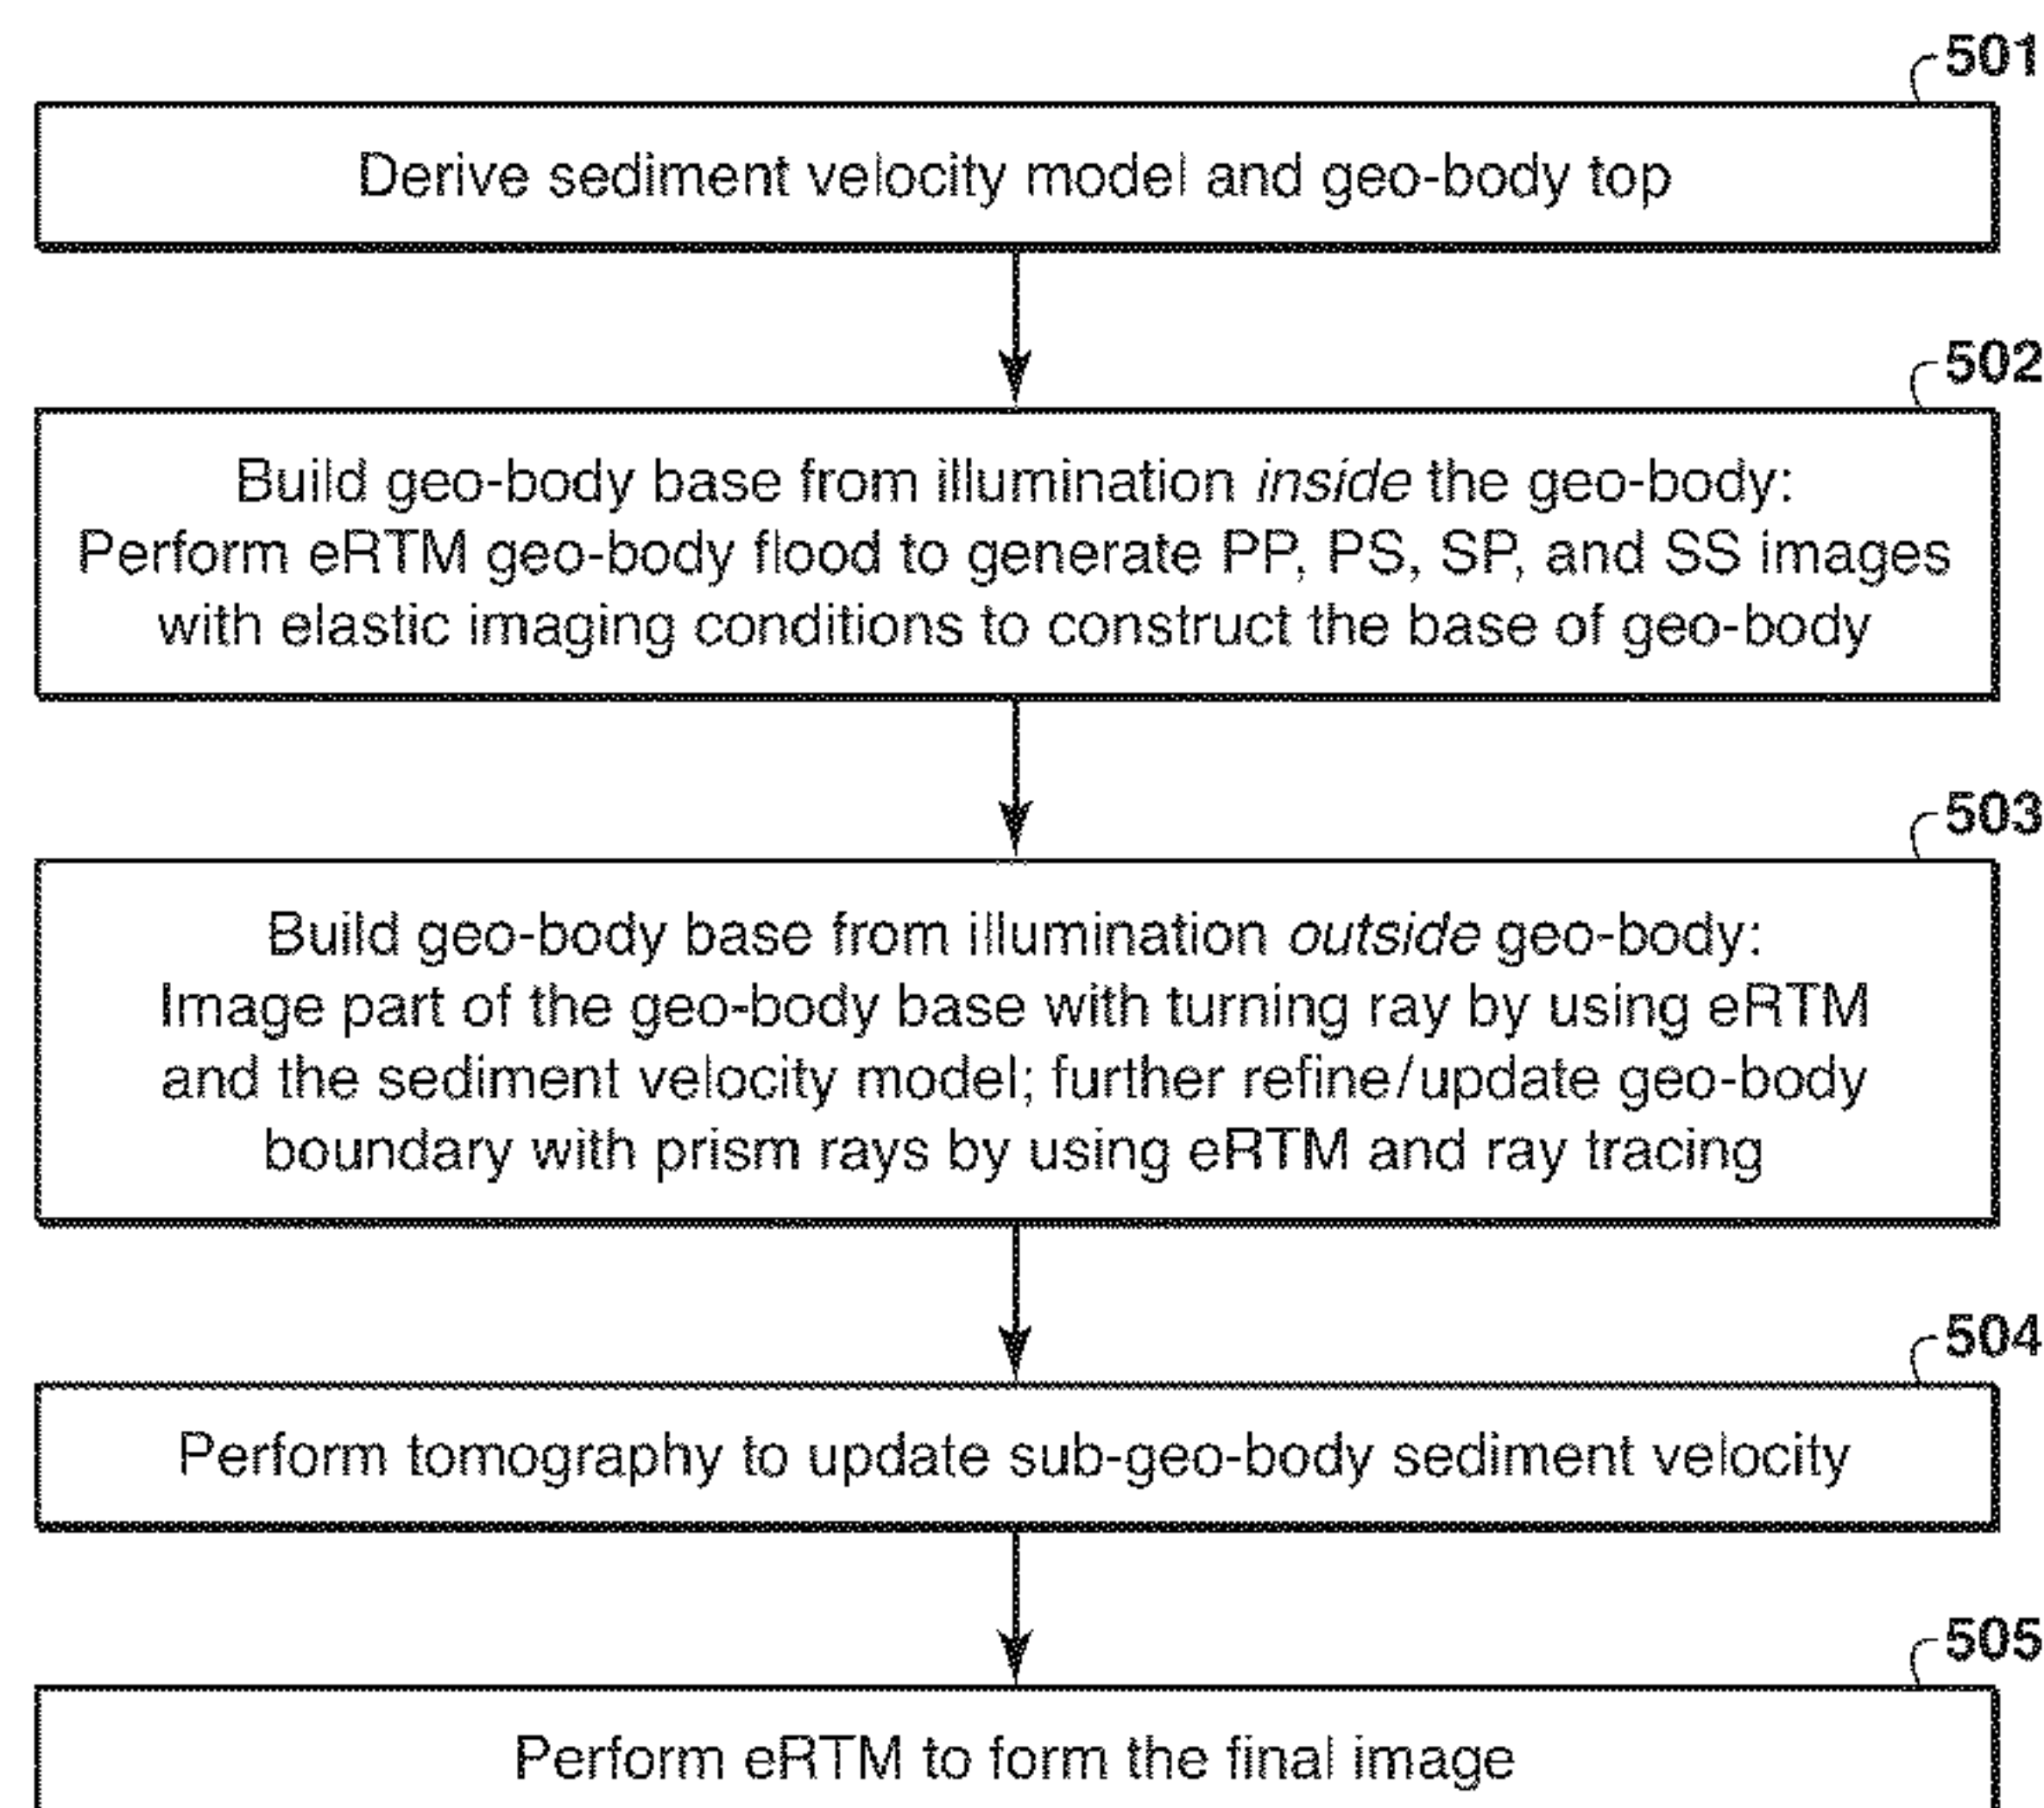 501
Derive sediment velocity model and geo-body top
502
Build geo-body base from illumination inside the geo-body:
Perform eRTM geo-body flood to generate PP, PS, SP, and SS images
with elastic imaging conditions to construct the base of geo-body
503
Build geo-body base from illumination outside geo-body:
Image part of the geo-body base with turning ray by using eRTM
and the sediment velocity model; further refine/update geo-body
boundary with prism rays by using eRTM and ray tracing
504
Perform tomography to update sub-geo-body sediment velocity
505
Perform eRTM to form the final image